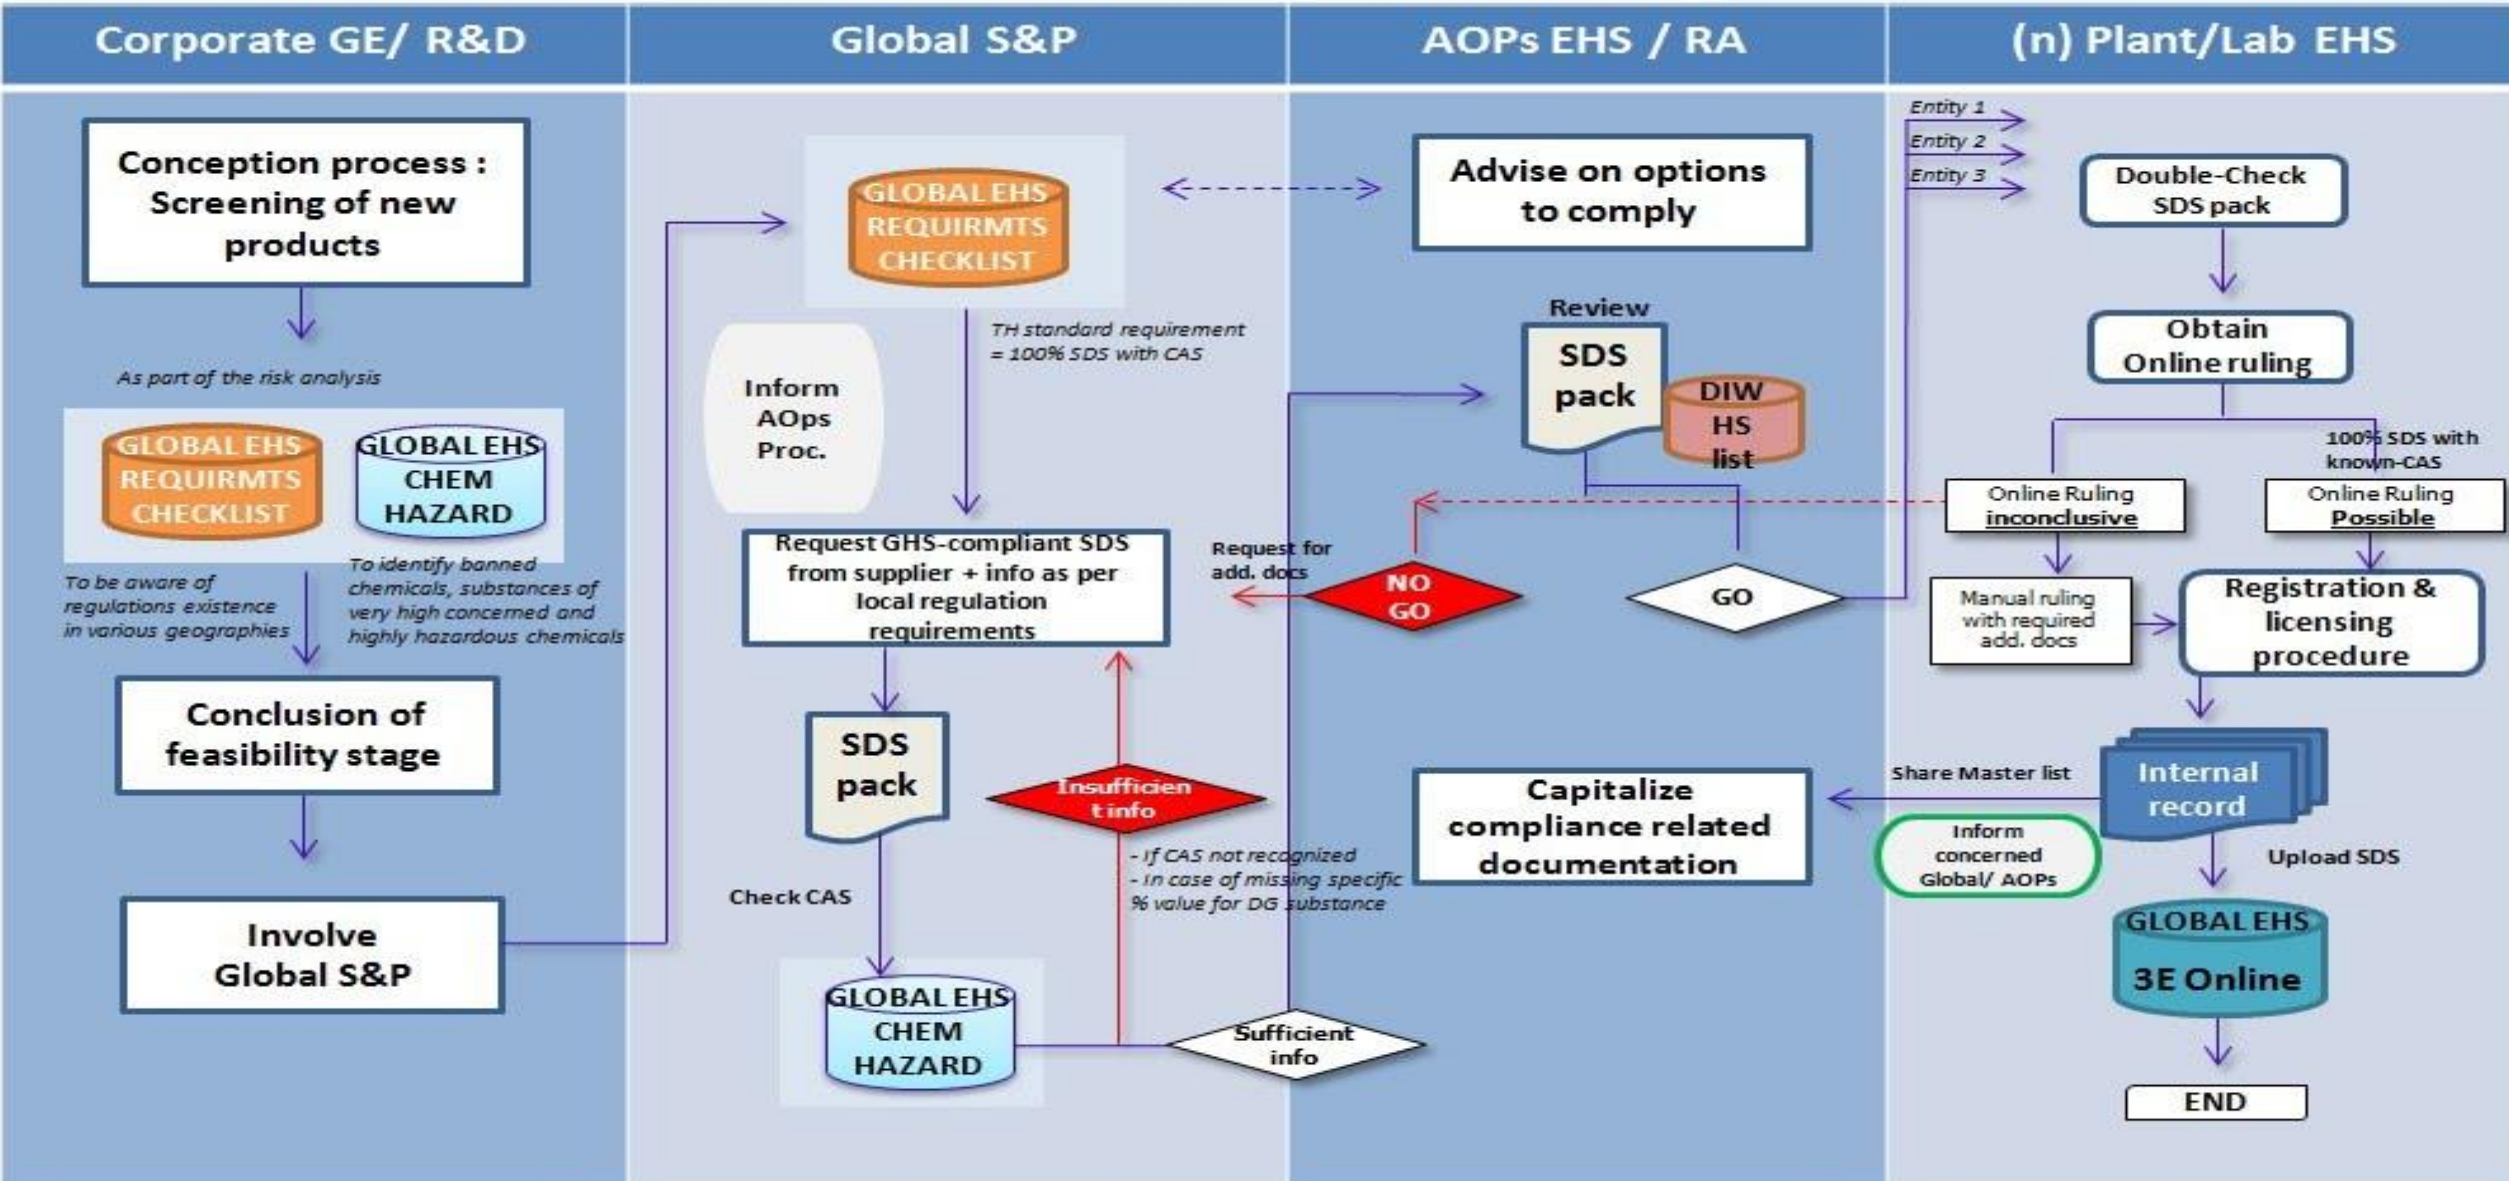 Corporate GE/ R&D
Global S&P
AOPs EHS / RA
(n) Plant/Lab EHS
Conception process :
Screening of new
products
As part of the risk analysis
GLOBAL EHS
REQUIRMTS
CHECKLIST
GLOBAL EHS
CHEM
HAZARD
To be aware of
regulations existence
in various geographies
To identify banned
chemicals, substances of
very high concerned and
highly hazardous chemicals
Conclusion of
feasibility stage
Involve
Global S&P
GLOBAL EHS
REQUIRMTS
CHECKLIST
TH standard requirement
= 100% SDS with CAS
Inform
AOps
Proc.
Request GHS-compliant SDS
from supplier + info as per
local regulation
requirements
SDS
pack
Insufficien
t info
- If CAS not recognized
- In case of missing specific
% value for DG substance
Check CAS
GLOBAL EHS
CHEM
HAZARD
Sufficient
info
Advise on options
to comply
Review
SDS
pack
DIW
HS
list
Request for
add. docs
NO
GO
GO
Capitalize
compliance related
documentation
Entity 1
Entity 2
Entity 3
Double-Check
SDS pack
Obtain
Online ruling
100% SDS with
known-CAS
Online Ruling
inconclusive
Online Ruling
Possible
Manual ruling
with required
add. docs
Registration &
licensing
procedure
Share Master list
Internal
record
Inform
concerned
Global/ AOPs
Upload SDS
GLOBAL EHS
3E Online
END